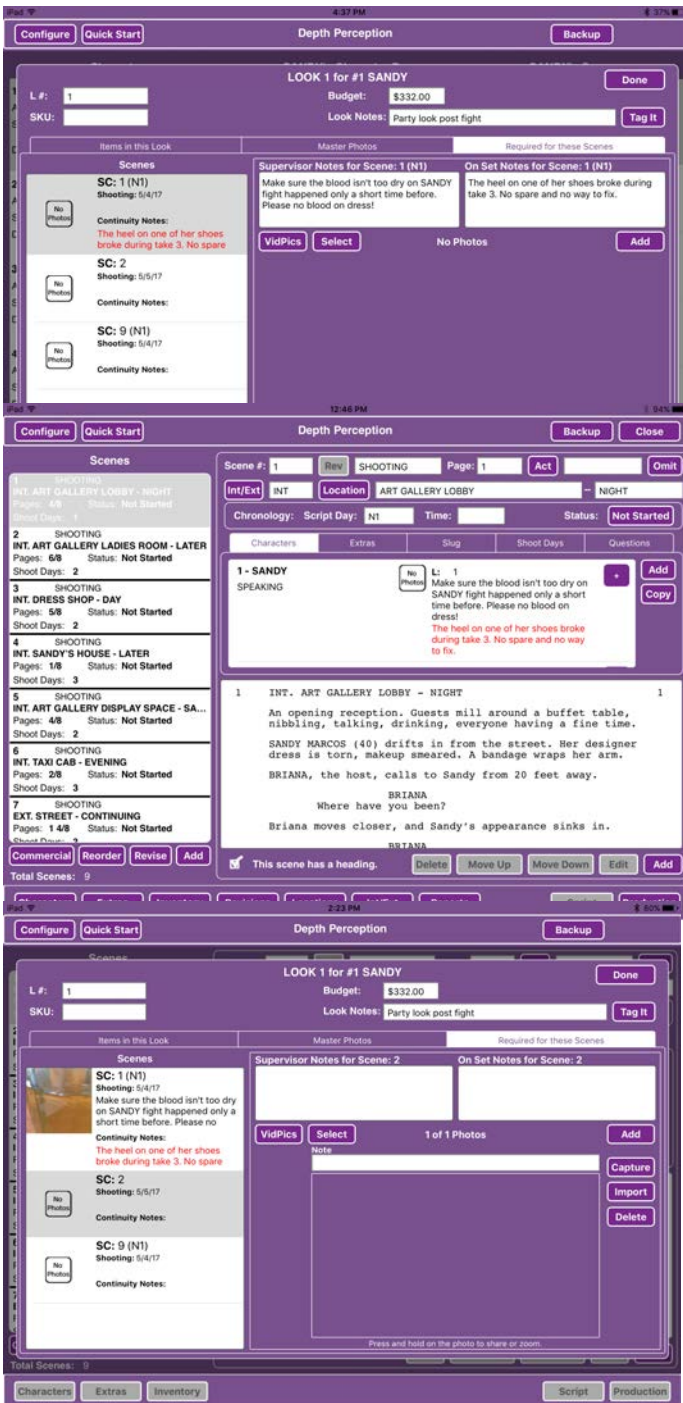 iPad 4:37 PM 37%
Configure Quick Start Depth Perception Backup
LOOK 1 for #1 SANDY Done
L #: 1 Budget: $332.00
SKU: Look Notes: Party look post fight Tag It
Items in this Look Master Photos Required for these Scenes
Scenes
SC: 1 (N1)
Shooting: 5/4/17
No Photos
Continuity Notes:
The heel on one of her shoes
broke during take 3. No spare
SC: 2
Shooting: 5/5/17
No Photos
Continuity Notes:
SC: 9 (N1)
Shooting: 5/4/17
No Photos
Continuity Notes:
Supervisor Notes for Scene: 1 (N1)
Make sure the blood isn't too dry on SANDY
fight happened only a short time before.
Please no blood on dress!
On Set Notes for Scene: 1 (N1)
The heel on one of her shoes broke during
take 3. No spare and no way to fix.
VidPics Select No Photos Add
iPad 12:46 PM 94%
Configure Quick Start Depth Perception Backup Close
Scenes
1 SHOOTING
INT. ART GALLERY LOBBY - NIGHT
Pages: 4/8 Status: Not Started
Shoot Days: 1
2 SHOOTING
INT. ART GALLERY LADIES ROOM - LATER
Pages: 6/8 Status: Not Started
Shoot Days: 2
3 SHOOTING
INT. DRESS SHOP - DAY
Pages: 5/8 Status: Not Started
Shoot Days: 2
4 SHOOTING
INT. SANDY'S HOUSE - LATER
Pages: 1/8 Status: Not Started
Shoot Days: 3
5 SHOOTING
INT. ART GALLERY DISPLAY SPACE - SA...
Pages: 4/8 Status: Not Started
Shoot Days: 2
6 SHOOTING
INT. TAXI CAB - EVENING
Pages: 2/8 Status: Not Started
Shoot Days: 3
7 SHOOTING
EXT. STREET - CONTINUING
Pages: 1 4/8 Status: Not Started
Shoot Days:
Commercial Reorder Revise Add
Total Scenes: 9
Scene #: 1 Rev SHOOTING Page: 1 Act Omit
Int/Ext INT Location ART GALLERY LOBBY – NIGHT
Chronology: Script Day: N1 Time: Status: Not Started
Characters Extras Slug Shoot Days Questions
1 - SANDY
SPEAKING
No Photos
L: 1
Make sure the blood isn't too dry on
SANDY fight happened only a short
time before. Please no blood on
dress!
The heel on one of her shoes broke
during take 3. No spare and no way
to fix.
+
Add
Copy
1 INT. ART GALLERY LOBBY - NIGHT 1
An opening reception. Guests mill around a buffet table,
nibbling, talking, drinking, everyone having a fine time.
SANDY MARCOS (40) drifts in from the street. Her designer
dress is torn, makeup smeared. A bandage wraps her arm.
BRIANA, the host, calls to Sandy from 20 feet away.
BRIANA
Where have you been?
Briana moves closer, and Sandy's appearance sinks in.
BRIANA
This scene has a heading. Delete Move Up Move Down Edit Add
iPad 2:23 PM 60%
Configure Quick Start Depth Perception Backup
Scenes
LOOK 1 for #1 SANDY Done
L #: 1 Budget: $332.00
SKU: Look Notes: Party look post fight Tag It
Items in this Look Master Photos Required for these Scenes
Scenes
SC: 1 (N1)
Shooting: 5/4/17
Make sure the blood isn't too dry
on SANDY fight happened only a
short time before. Please no
Continuity Notes:
The heel on one of her shoes
broke during take 3. No spare
SC: 2
Shooting: 5/5/17
No Photos
Continuity Notes:
SC: 9 (N1)
Shooting: 5/4/17
No Photos
Continuity Notes:
Supervisor Notes for Scene: 2 On Set Notes for Scene: 2
VidPics Select 1 of 1 Photos Add
Note
Capture
Import
Delete
Press and hold on the photo to share or zoom.
Total Scenes: 9
Characters Extras Inventory Script Production